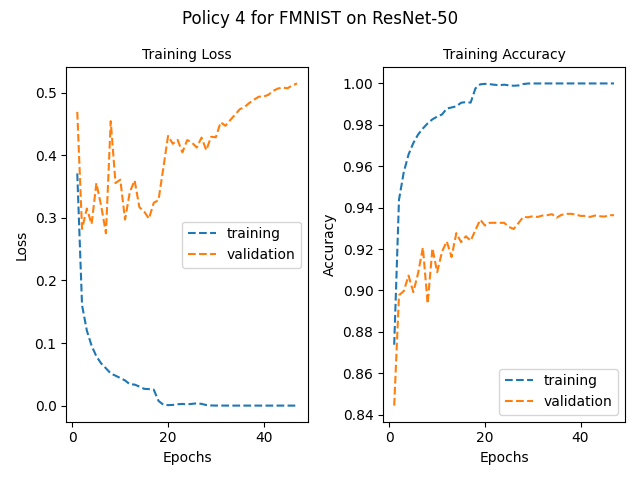 Policy 4 for FMNIST on ResNet-50
Training Loss
0.5
0.4
0.3
0.2
0.1
0.0
Loss
0
20
40
Epochs
training
validation
Training Accuracy
1.00
0.98
0.96
0.94
0.92
0.90
0.88
0.86
0.84
Accuracy
0
20
40
Epochs
training
validation